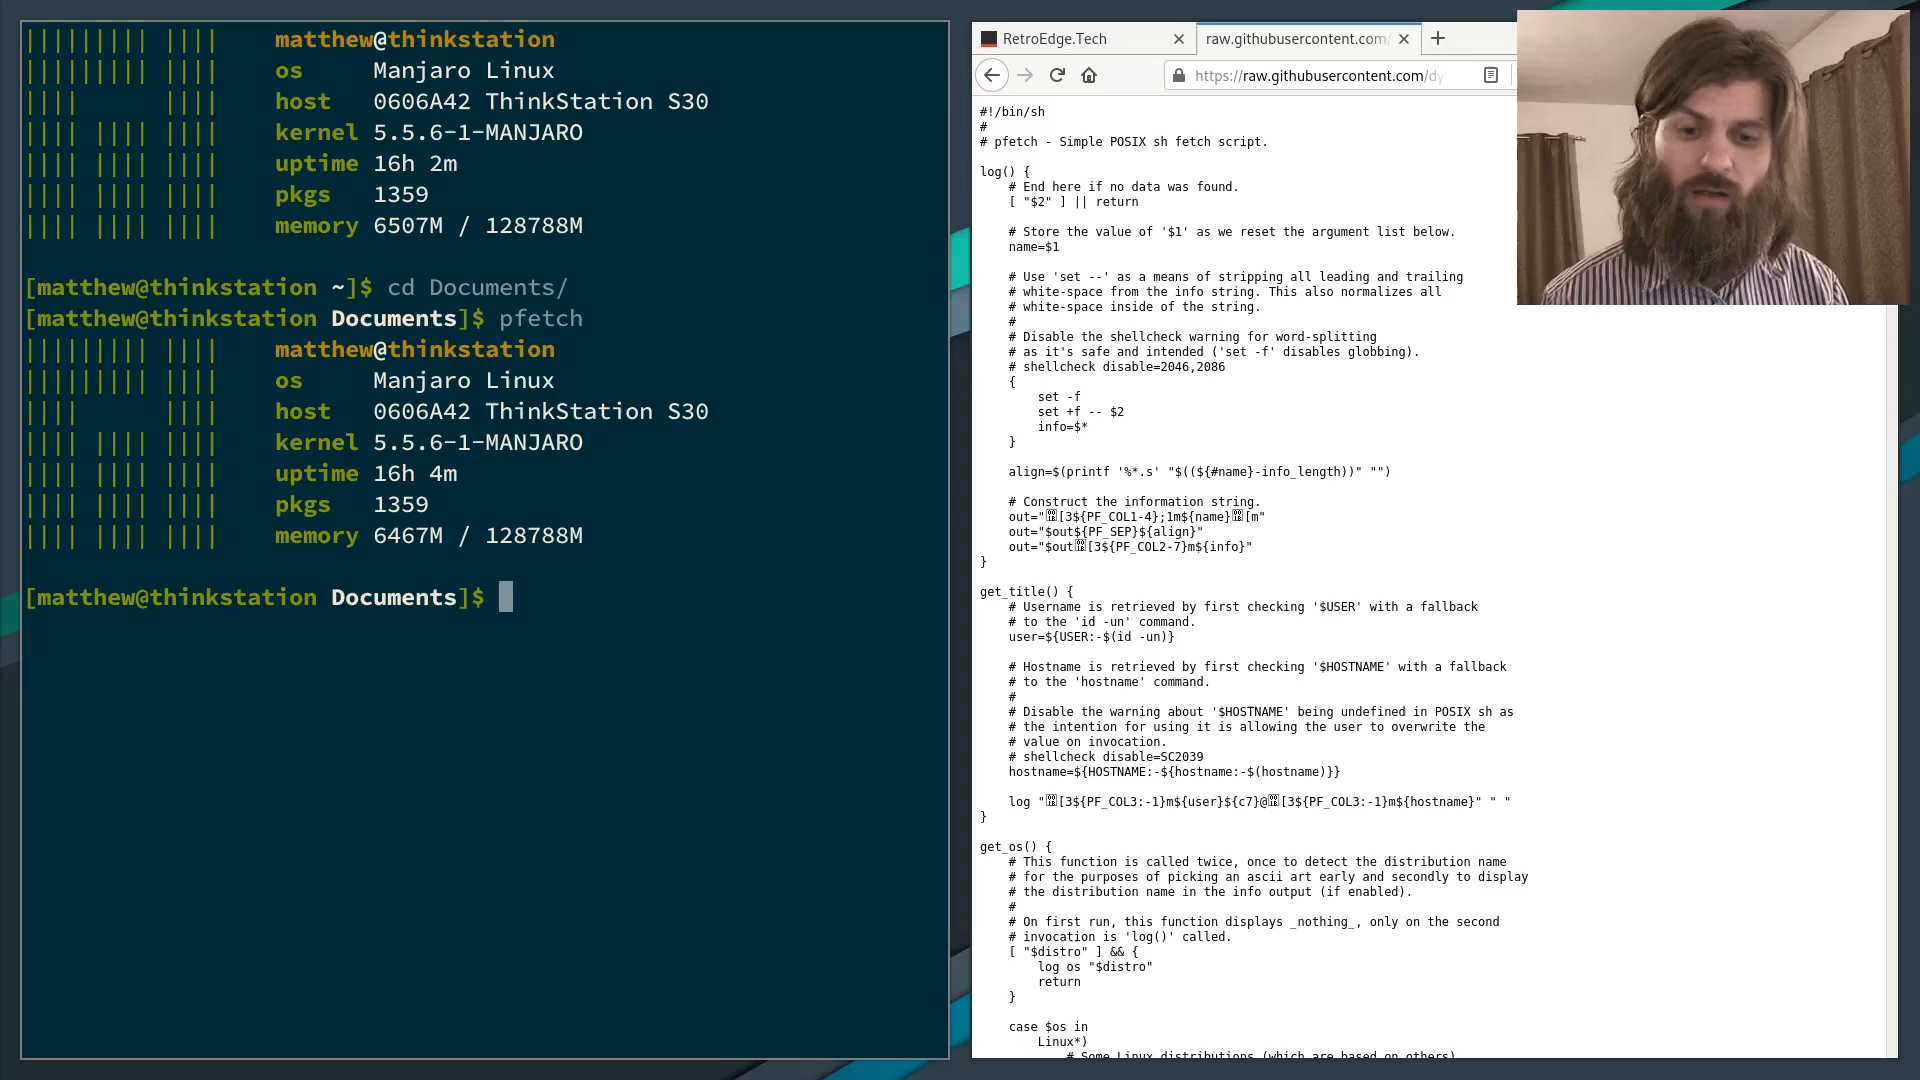 ||||||||| ||||    matthew@thinkstation
||||||||| ||||    os     Manjaro Linux
||||      ||||    host   0606A42 ThinkStation S30
|||| |||| ||||    kernel 5.5.6-1-MANJARO
|||| |||| ||||    uptime 16h 2m
|||| |||| ||||    pkgs   1359
|||| |||| ||||    memory 6507M / 128788M
[matthew@thinkstation ~]$ cd Documents/
[matthew@thinkstation Documents]$ pfetch
||||||||| ||||    matthew@thinkstation
||||||||| ||||    os     Manjaro Linux
||||      ||||    host   0606A42 ThinkStation S30
|||| |||| ||||    kernel 5.5.6-1-MANJARO
|||| |||| ||||    uptime 16h 4m
|||| |||| ||||    pkgs   1359
|||| |||| ||||    memory 6467M / 128788M
[matthew@thinkstation Documents]$
RetroEdge.Tech
raw.githubusercontent.com/
https://raw.githubusercontent.com/dy
#!/bin/sh
#
# pfetch - Simple POSIX sh fetch script.
log() {
    # End here if no data was found.
    [ "$2" ] || return
    # Store the value of '$1' as we reset the argument list below.
    name=$1
    # Use 'set --' as a means of stripping all leading and trailing
    # white-space from the info string. This also normalizes all
    # white-space inside of the string.
    #
    # Disable the shellcheck warning for word-splitting
    # as it's safe and intended ('set -f' disables globbing).
    # shellcheck disable=2046,2086
    {
        set -f
        set +f -- $2
        info=$*
    }
    align=$(printf '%*.s' "$((${#name}-info_length))" "")
    # Construct the information string.
    out="[3${PF_COL1-4};1m${name}[m"
    out="$out${PF_SEP}${align}"
    out="$out[3${PF_COL2-7}m${info}"
}
get_title() {
    # Username is retrieved by first checking '$USER' with a fallback
    # to the 'id -un' command.
    user=${USER:-$(id -un)}
    # Hostname is retrieved by first checking '$HOSTNAME' with a fallback
    # to the 'hostname' command.
    #
    # Disable the warning about '$HOSTNAME' being undefined in POSIX sh as
    # the intention for using it is allowing the user to overwrite the
    # value on invocation.
    # shellcheck disable=SC2039
    hostname=${HOSTNAME:-${hostname:-$(hostname)}}
    log "[3${PF_COL3:-1}m${user}${c7}@[3${PF_COL3:-1}m${hostname}" " "
}
get_os() {
    # This function is called twice, once to detect the distribution name
    # for the purposes of picking an ascii art early and secondly to display
    # the distribution name in the info output (if enabled).
    #
    # On first run, this function displays _nothing_, only on the second
    # invocation is 'log()' called.
    [ "$distro" ] && {
        log os "$distro"
        return
    }
    case $os in
        Linux*)
            # Some Linux distributions (which are based on others)